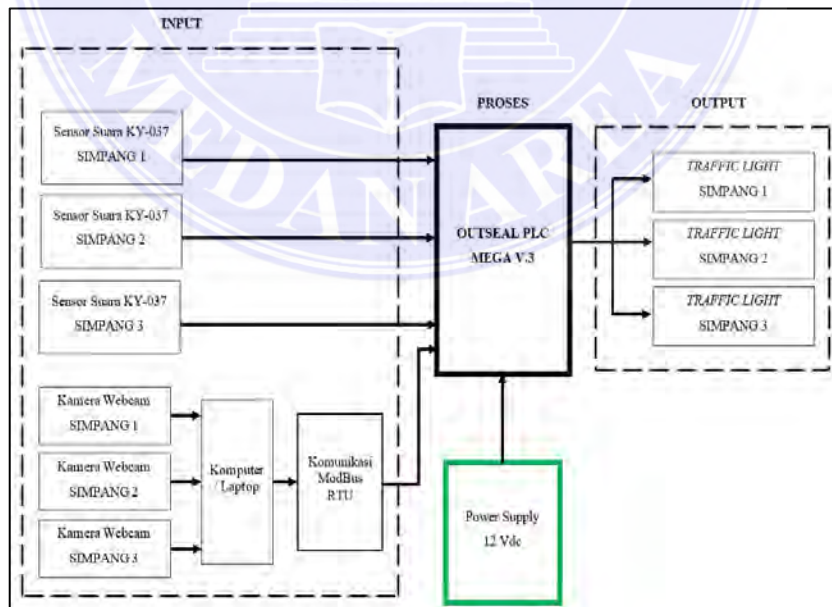 INPUT
Sensor Suara KY-037
SIMPANG 1
Sensor Suara KY-037
SIMPANG 2
Sensor Suara KY-037
SIMPANG 3
Kamera Webcam
SIMPANG 1
Kamera Webcam
SIMPANG 2
Kamera Webcam
SIMPANG 3
Komputer
/ Laptop
Komunikasi
ModBus
RTU
PROSES
OUTSEAL PLC
MEGA V.3
Power Supply
12 Vdc
OUTPUT
TRAFFIC LIGHT
SIMPANG 1
TRAFFIC LIGHT
SIMPANG 2
TRAFFIC LIGHT
SIMPANG 3
MEDAN AREA